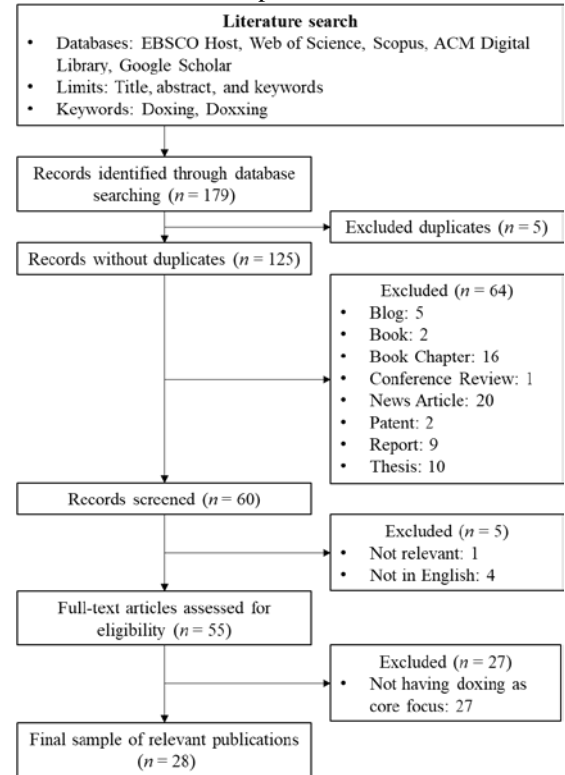 Literature search
• Databases: EBSCO Host, Web of Science, Scopus, ACM Digital
Library, Google Scholar
• Limits: Title, abstract, and keywords
• Keywords: Doxing, Doxxing
Records identified through database
searching (n = 179)
Excluded duplicates (n = 5)
Records without duplicates (n = 125)
Excluded (n = 64)
• Blog: 5
• Book: 2
• Book Chapter: 16
• Conference Review: 1
• News Article: 20
• Patent: 2
• Report: 9
• Thesis: 10
Records screened (n = 60)
Excluded (n = 5)
• Not relevant: 1
• Not in English: 4
Full-text articles assessed for
eligibility (n = 55)
Excluded (n = 27)
• Not having doxing as
core focus: 27
Final sample of relevant publications
(n = 28)